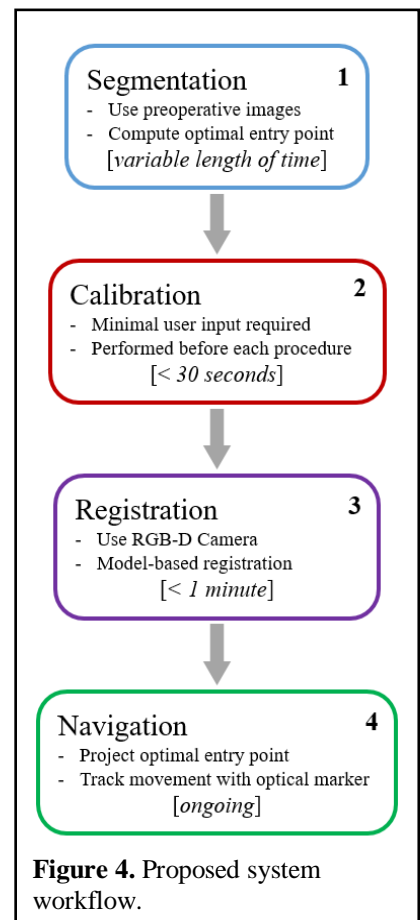 Segmentation 1
- Use preoperative images
- Compute optimal entry point
[variable length of time]
Calibration 2
- Minimal user input required
- Performed before each procedure
[< 30 seconds]
Registration 3
- Use RGB-D Camera
- Model-based registration
[< 1 minute]
Navigation 4
- Project optimal entry point
- Track movement with optical marker
[ongoing]
Figure 4. Proposed system
workflow.